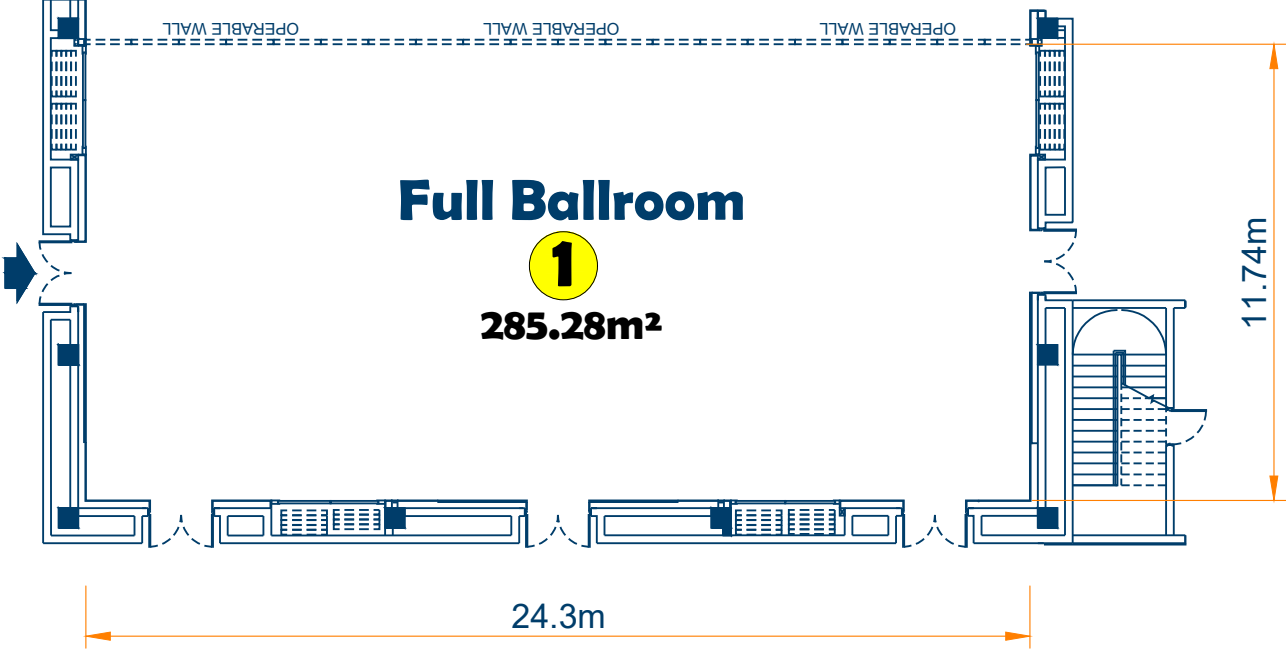 OPERABLE WALL
OPERABLE WALL
OPERABLE WALL
Full Ballroom
1
285.28m²
11.74m
24.3m